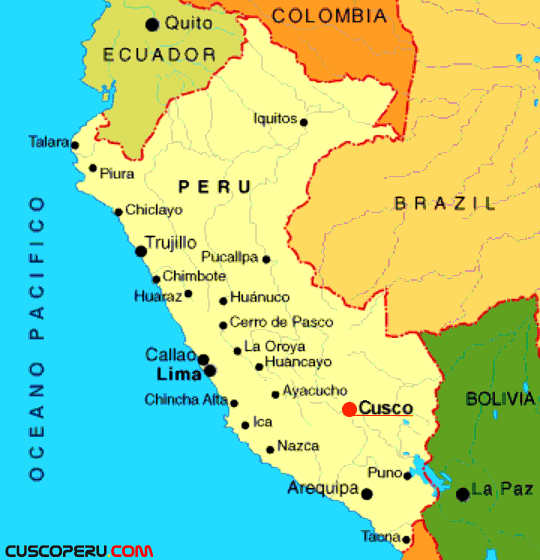 COLOMBIA
Quito
ECUADOR
Iquitos
Talara
Piura
PERU
BRAZIL
Chiclayo
Trujillo
Pucallpa
Chimbote
Huaraz
Huánuco
Cerro de Pasco
La Oroya
Callao
Huancayo
Lima
Ayacucho
BOLIVIA
Chincha Alta
Cusco
Ica
Nazca
Puno
Arequipa
La Paz
Tacna
OCEANO PACIFICO
CUSCOPERU.COM